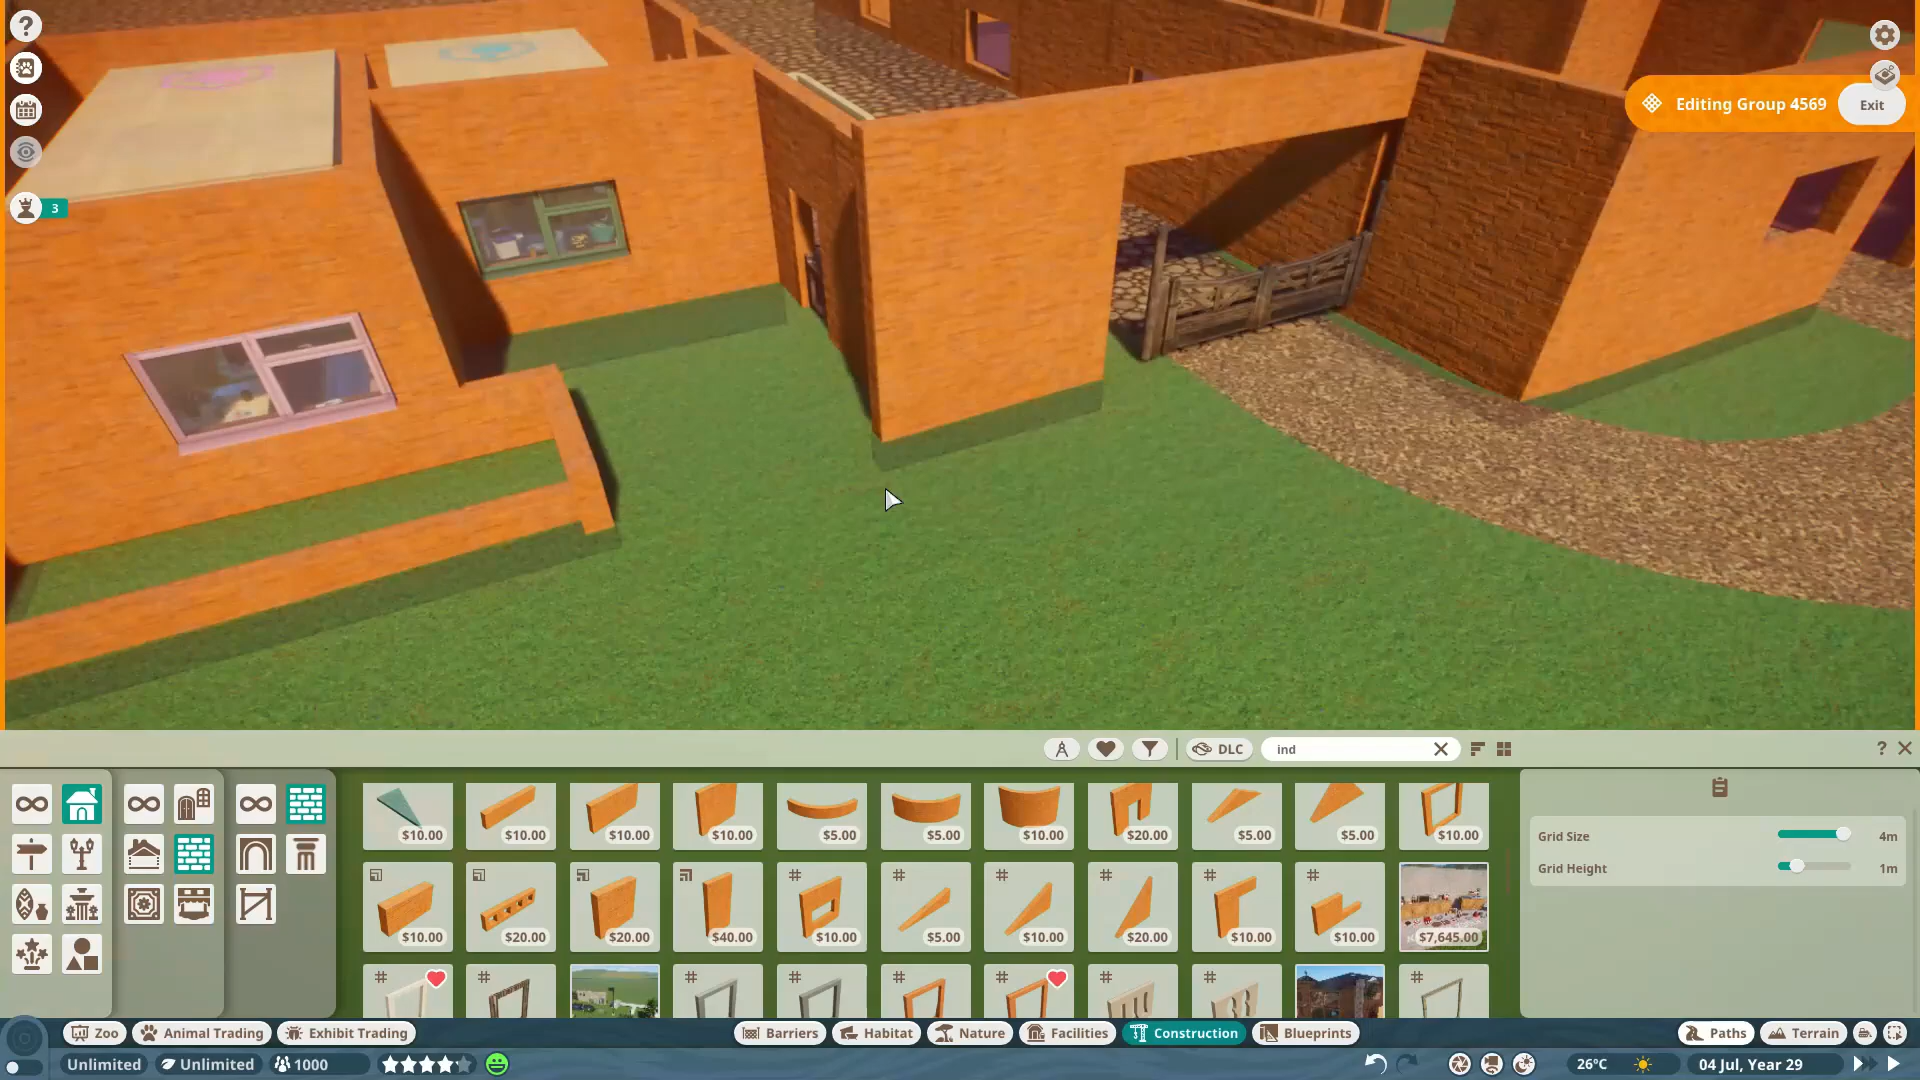 ?
3
Editing Group 4569
Exit
DLC
ind
?
$10.00
$10.00
$10.00
$10.00
$5.00
$5.00
$10.00
$20.00
$5.00
$5.00
$10.00
$10.00
$20.00
$20.00
$40.00
$10.00
$5.00
$10.00
$20.00
$10.00
$10.00
$7,645.00
Grid Size
4m
Grid Height
1m
Zoo
Animal Trading
Exhibit Trading
Barriers
Habitat
Nature
Facilities
Construction
Blueprints
Paths
Terrain
Unlimited
Unlimited
1000
26°C
04 Jul, Year 29